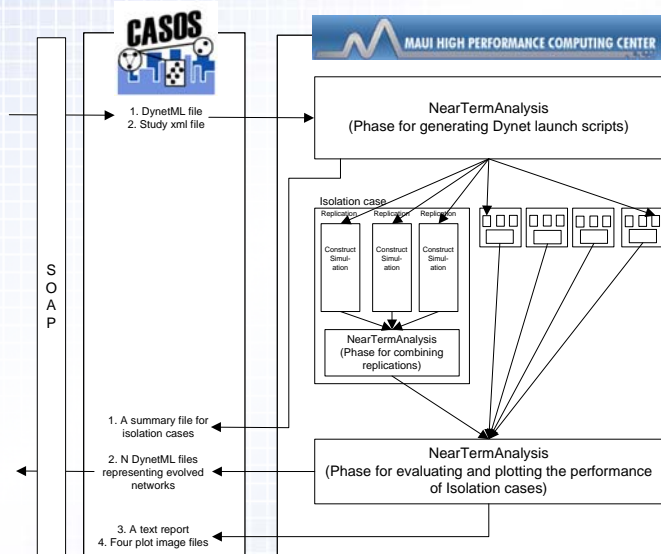 CASOS
MAUI HIGH PERFORMANCE COMPUTING CENTER
1. DynetML file
2. Study xml file
NearTermAnalysis
(Phase for generating Dynet launch scripts)
Isolation case
Replication
Replication
Replication
Construct
Simul-
ation
Construct
Simul-
ation
Construct
Simul-
ation
S
O
A
P
NearTermAnalysis
(Phase for combining
replications)
1. A summary file for
isolation cases
2. N DynetML files
representing evolved
networks
NearTermAnalysis
(Phase for evaluating and plotting the performance
of Isolation cases)
3. A text report
4. Four plot image files